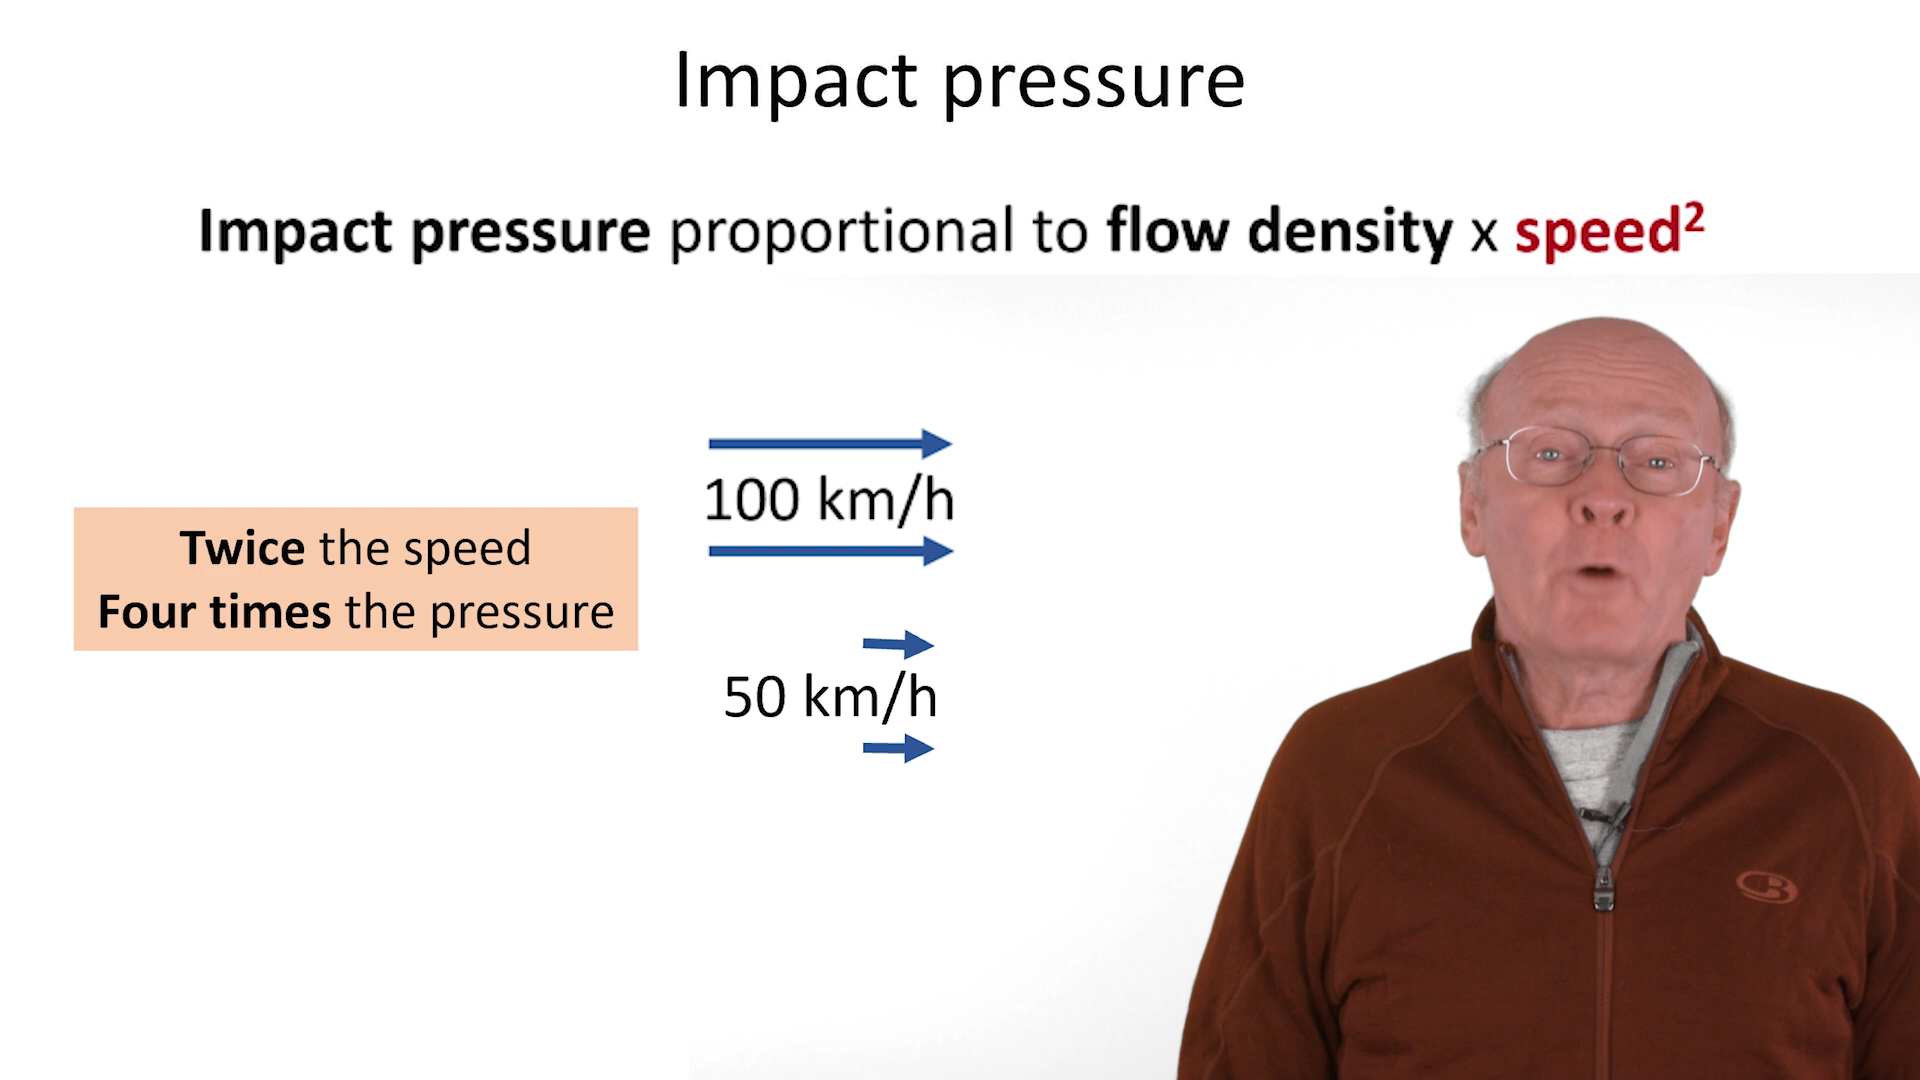 Impact pressure
Impact pressure proportional to flow density x speed²
100 km/h
Twice the speed
Four times the pressure
50 km/h